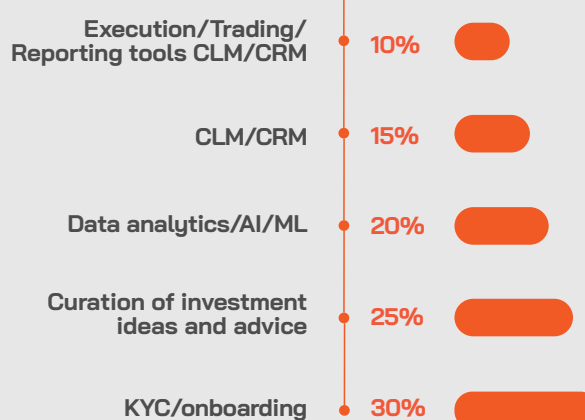 Execution/Trading/
Reporting tools CLM/CRM
10%
CLM/CRM
15%
Data analytics/AI/ML
20%
Curation of investment
ideas and advice
25%
KYC/onboarding
30%